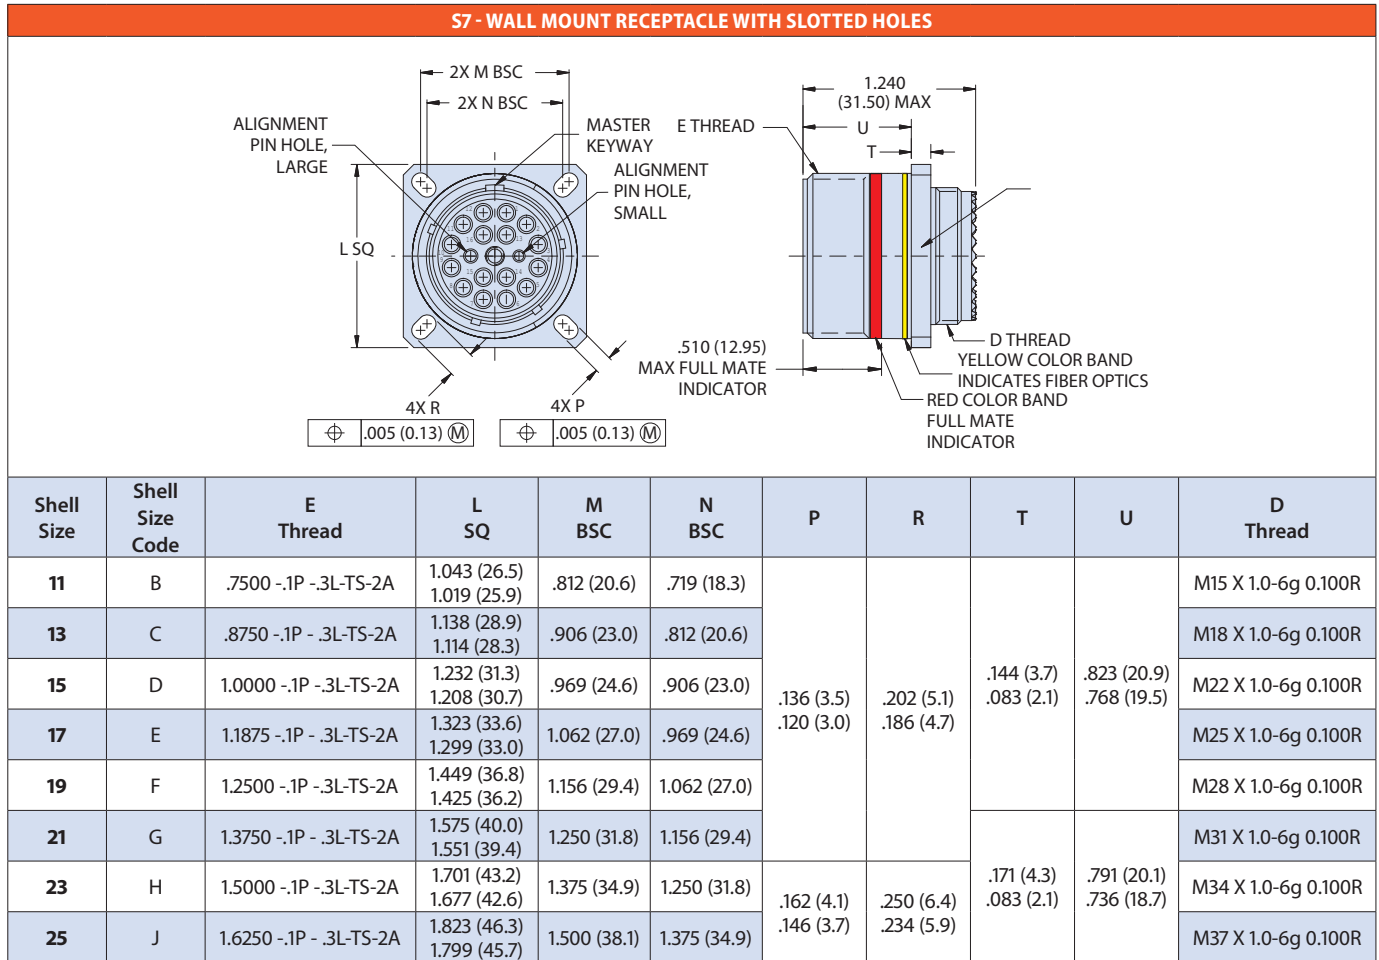 S7 - WALL MOUNT RECEPTACLE WITH SLOTTED HOLES
2X M BSC
2X N BSC
ALIGNMENT
PIN HOLE,
LARGE
MASTER
KEYWAY
ALIGNMENT
PIN HOLE,
SMALL
L SQ
4X R
.005 (0.13) Ⓜ
4X P
.005 (0.13) Ⓜ
1.240
(31.50) MAX
E THREAD
U
T
.510 (12.95)
MAX FULL MATE
INDICATOR
D THREAD
YELLOW COLOR BAND
INDICATES FIBER OPTICS
RED COLOR BAND
FULL MATE
INDICATOR
Shell Size | Shell Size Code | E Thread | L SQ | M BSC | N BSC | P | R | T | U | D Thread
11 B .7500 -.1P -.3L-TS-2A 1.043 (26.5) 1.019 (25.9) .812 (20.6) .719 (18.3) M15 X 1.0-6g 0.100R
13 C .8750 -.1P - .3L-TS-2A 1.138 (28.9) 1.114 (28.3) .906 (23.0) .812 (20.6) M18 X 1.0-6g 0.100R
15 D 1.0000 -.1P -.3L-TS-2A 1.232 (31.3) 1.208 (30.7) .969 (24.6) .906 (23.0) M22 X 1.0-6g 0.100R
17 E 1.1875 -.1P - .3L-TS-2A 1.323 (33.6) 1.299 (33.0) 1.062 (27.0) .969 (24.6) M25 X 1.0-6g 0.100R
19 F 1.2500 -.1P -.3L-TS-2A 1.449 (36.8) 1.425 (36.2) 1.156 (29.4) 1.062 (27.0) M28 X 1.0-6g 0.100R
21 G 1.3750 -.1P - .3L-TS-2A 1.575 (40.0) 1.551 (39.4) 1.250 (31.8) 1.156 (29.4) M31 X 1.0-6g 0.100R
23 H 1.5000 -.1P -.3L-TS-2A 1.701 (43.2) 1.677 (42.6) 1.375 (34.9) 1.250 (31.8) M34 X 1.0-6g 0.100R
25 J 1.6250 -.1P - .3L-TS-2A 1.823 (46.3) 1.799 (45.7) 1.500 (38.1) 1.375 (34.9) M37 X 1.0-6g 0.100R
.136 (3.5)
.120 (3.0)
.202 (5.1)
.186 (4.7)
.144 (3.7)
.083 (2.1)
.823 (20.9)
.768 (19.5)
.162 (4.1)
.146 (3.7)
.250 (6.4)
.234 (5.9)
.171 (4.3)
.083 (2.1)
.791 (20.1)
.736 (18.7)